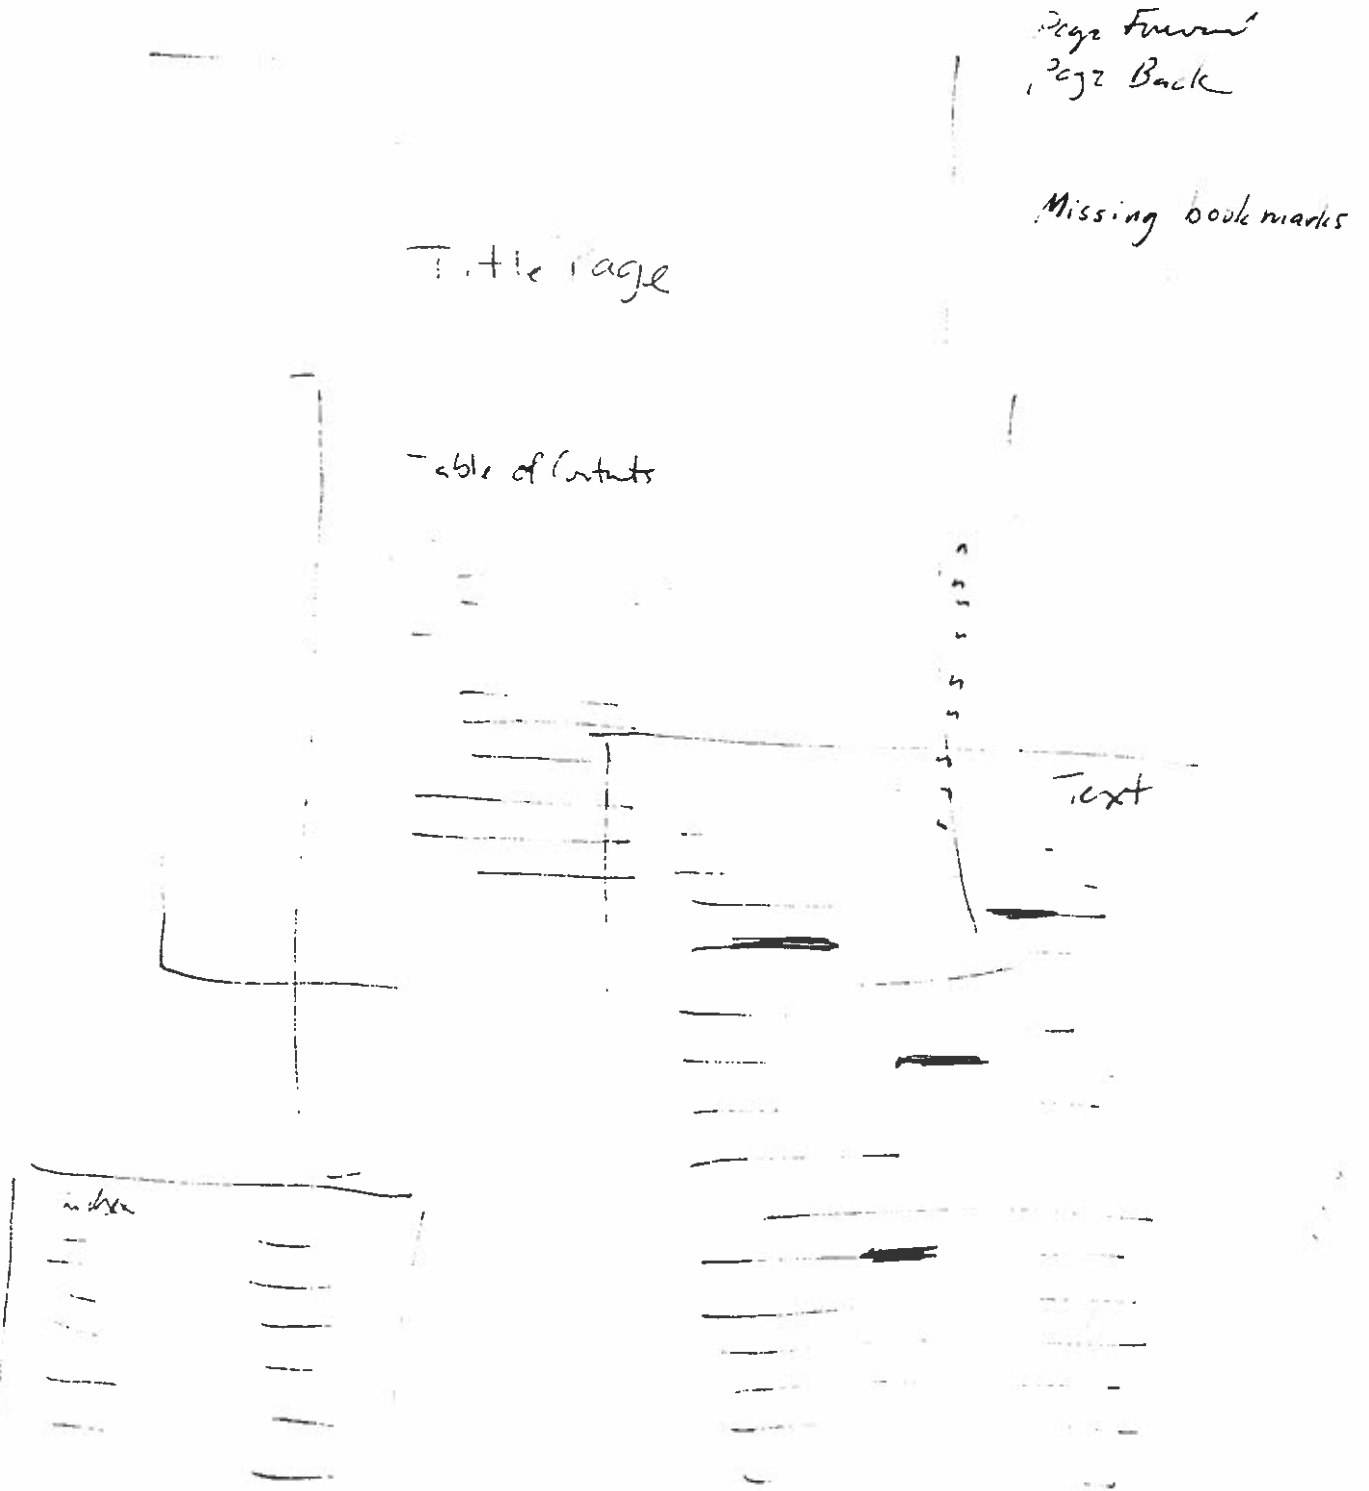 Page Forward
Page Back
Missing bookmarks
Title Page
Table of Contents
Text
index